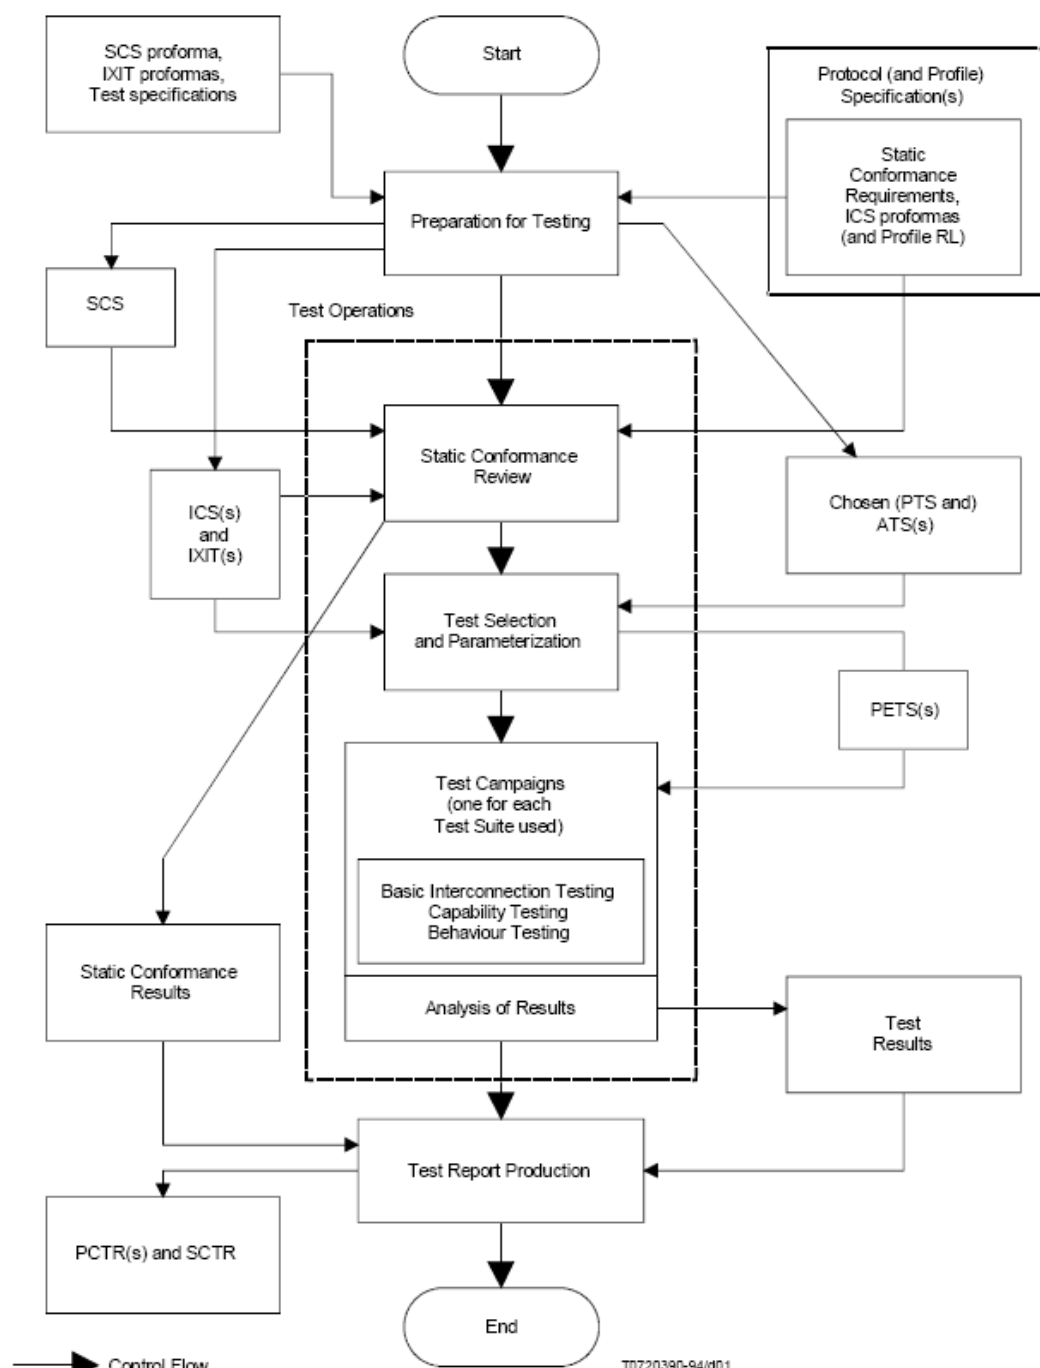 SCS proforma,
IXIT proformas,
Test specifications
Start
Protocol (and Profile)
Specification(s)
Static
Conformance
Requirements,
ICS proformas
(and Profile RL)
Preparation for Testing
SCS
Test Operations
Static Conformance
Review
ICS(s)
and
IXIT(s)
Chosen (PTS and)
ATS(s)
Test Selection
and Parameterization
PETS(s)
Test Campaigns
(one for each
Test Suite used)
Basic Interconnection Testing
Capability Testing
Behaviour Testing
Static Conformance
Results
Analysis of Results
Test
Results
Test Report Production
PCTR(s) and SCTR
End
Control Flow
T0720390-94/d01